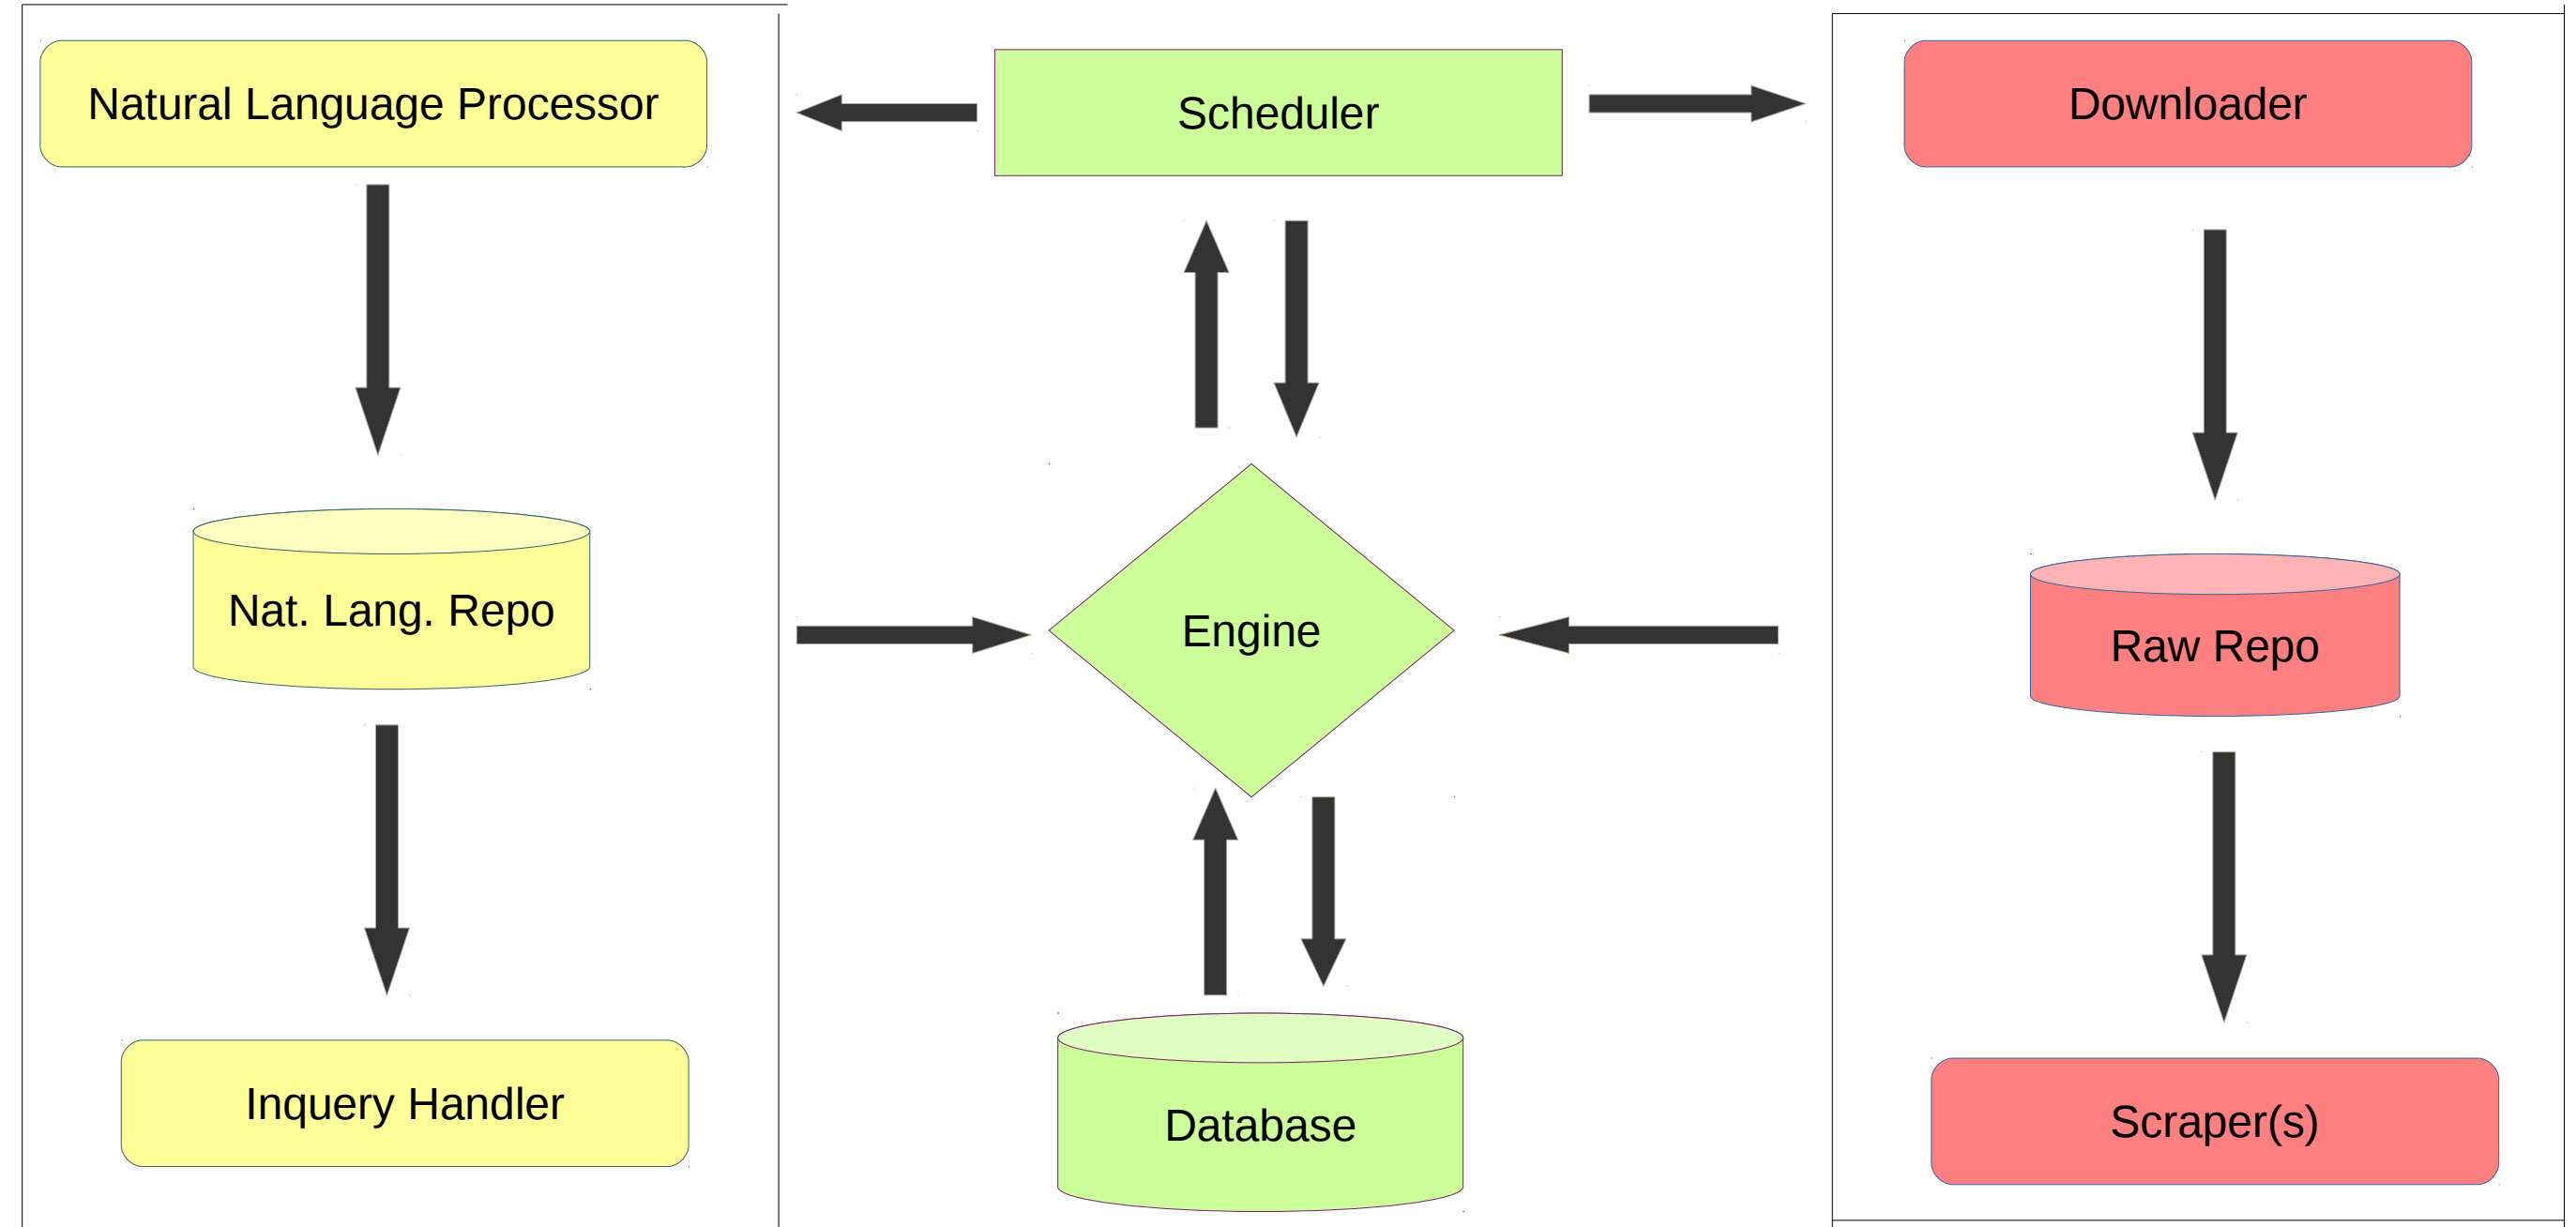 Natural Language Processor
Scheduler
Downloader
Nat. Lang. Repo
Engine
Raw Repo
Inquery Handler
Database
Scraper(s)